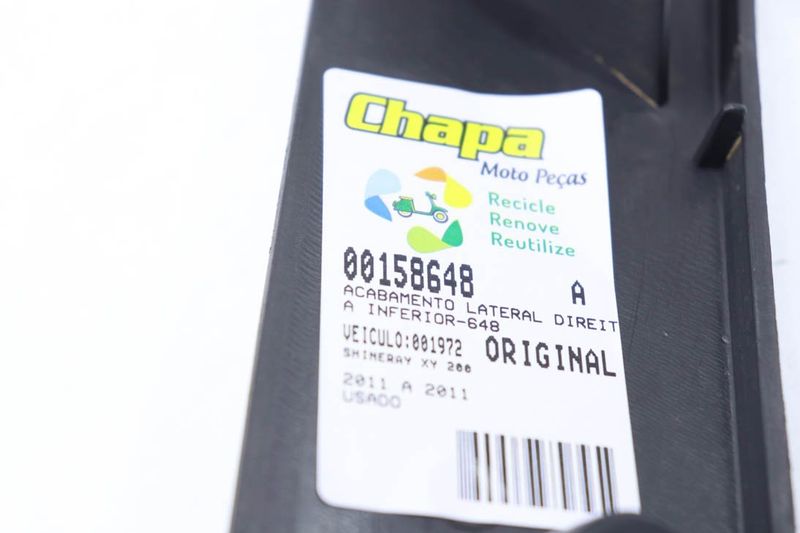 Chapa
Moto Peças
Recicle
Renove
Reutilize
00158648 A
ACABAMENTO LATERAL DIREIT
A INFERIOR-648
VEICULO:001972 ORIGINAL
SHINERAY XY 200
2011 A 2011
USADO